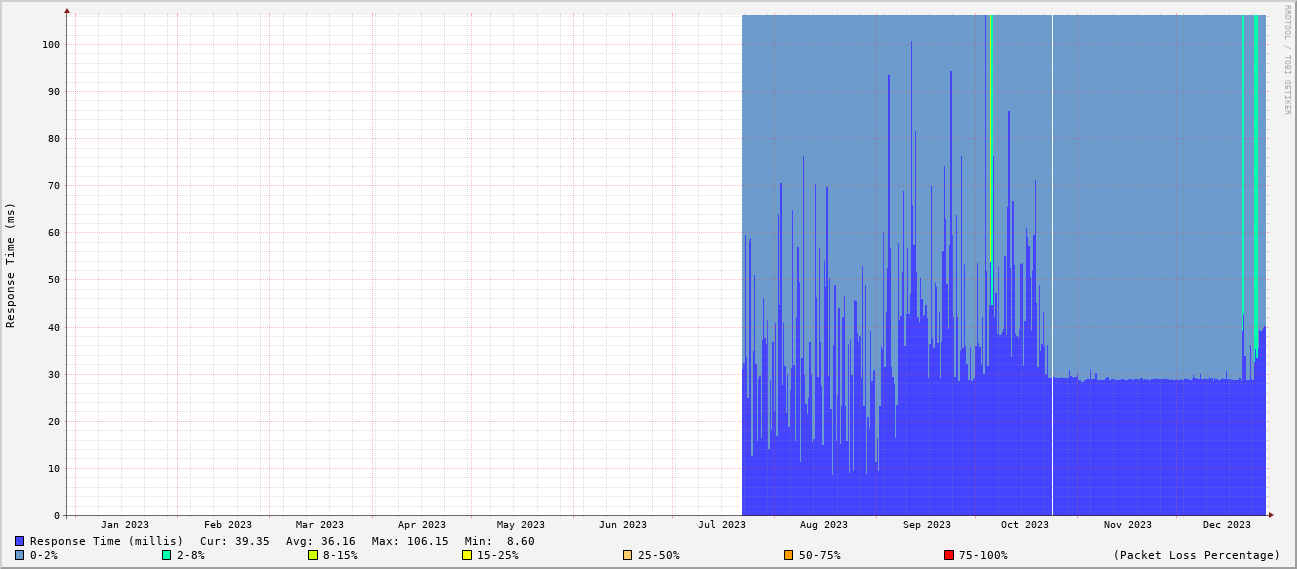 RRDTOOL / TOBI OETIKER
Response Time (ms)
100
90
80
70
60
50
40
30
20
10
0
Jan 2023 Feb 2023 Mar 2023 Apr 2023 May 2023 Jun 2023 Jul 2023 Aug 2023 Sep 2023 Oct 2023 Nov 2023 Dec 2023
Response Time (millis) Cur: 39.35 Avg: 36.16 Max: 106.15 Min: 8.60
0-2% 2-8% 8-15% 15-25% 25-50% 50-75% 75-100% (Packet Loss Percentage)